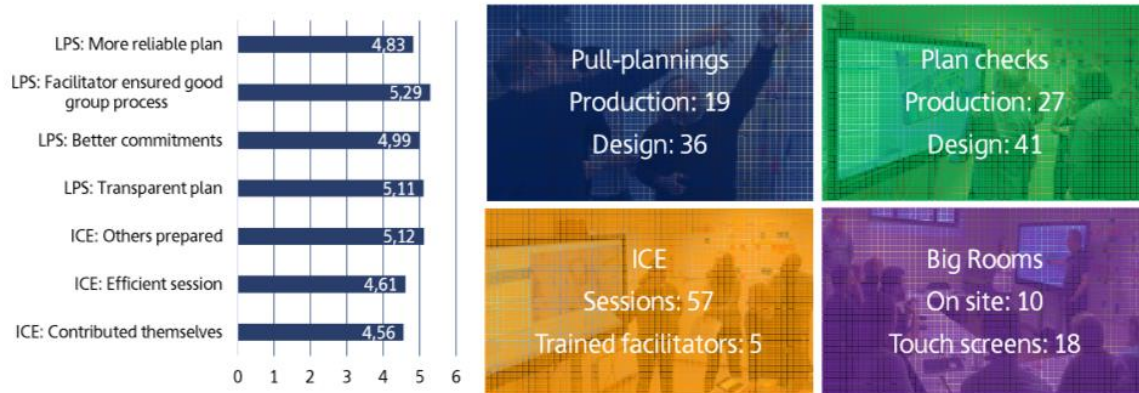 LPS: More reliable plan
4,83
LPS: Facilitator ensured good
group process
5,29
LPS: Better commitments
4,99
LPS: Transparent plan
5,11
ICE: Others prepared
5,12
ICE: Efficient session
4,61
ICE: Contributed themselves
4,56
0 1 2 3 4 5 6
Pull-plannings
Production: 19
Design: 36
Plan checks
Production: 27
Design: 41
ICE
Sessions: 57
Trained facilitators: 5
Big Rooms
On site: 10
Touch screens: 18